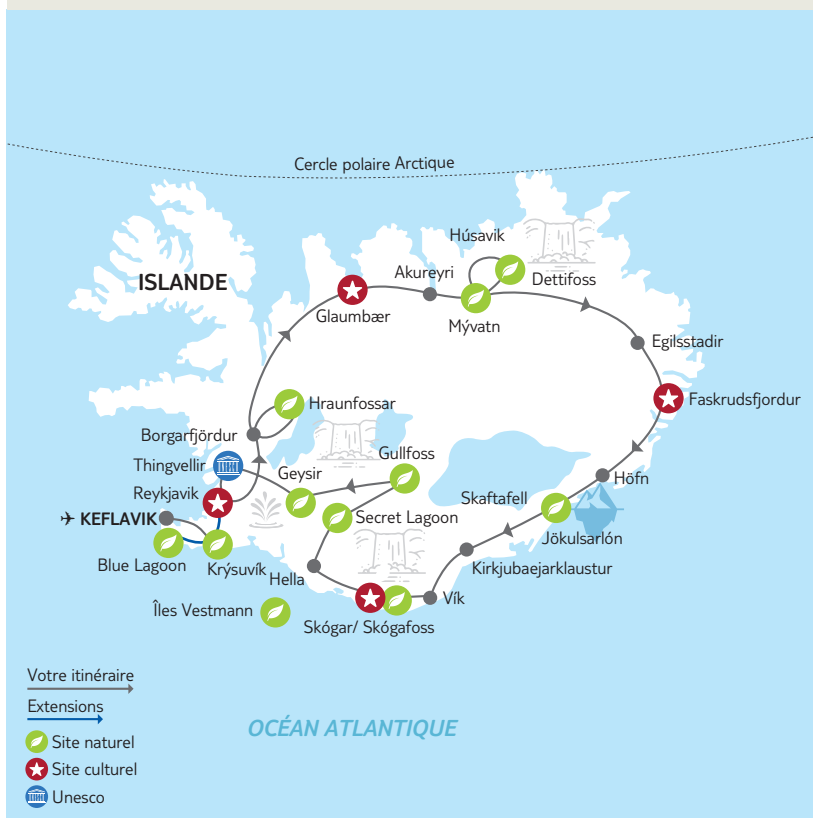 Cercle polaire Arctique
ISLANDE
Húsavik
Akureyri
Dettifoss
Glaumbær
Mývatn
Egilsstadir
Faskrudsfjordur
Hraunfossar
Borgarfjördur
Thingvellir
Gullfoss
Geysir
Höfn
Reykjavik
Skaftafell
KEFLAVIK
Secret Lagoon
Jökulsarlón
Blue Lagoon
Krýsuvík
Hella
Kirkjubaejarklaustur
Îles Vestmann
Vík
Skógar/ Skógafoss
Votre itinéraire
Extensions
OCÉAN ATLANTIQUE
Site naturel
Site culturel
Unesco